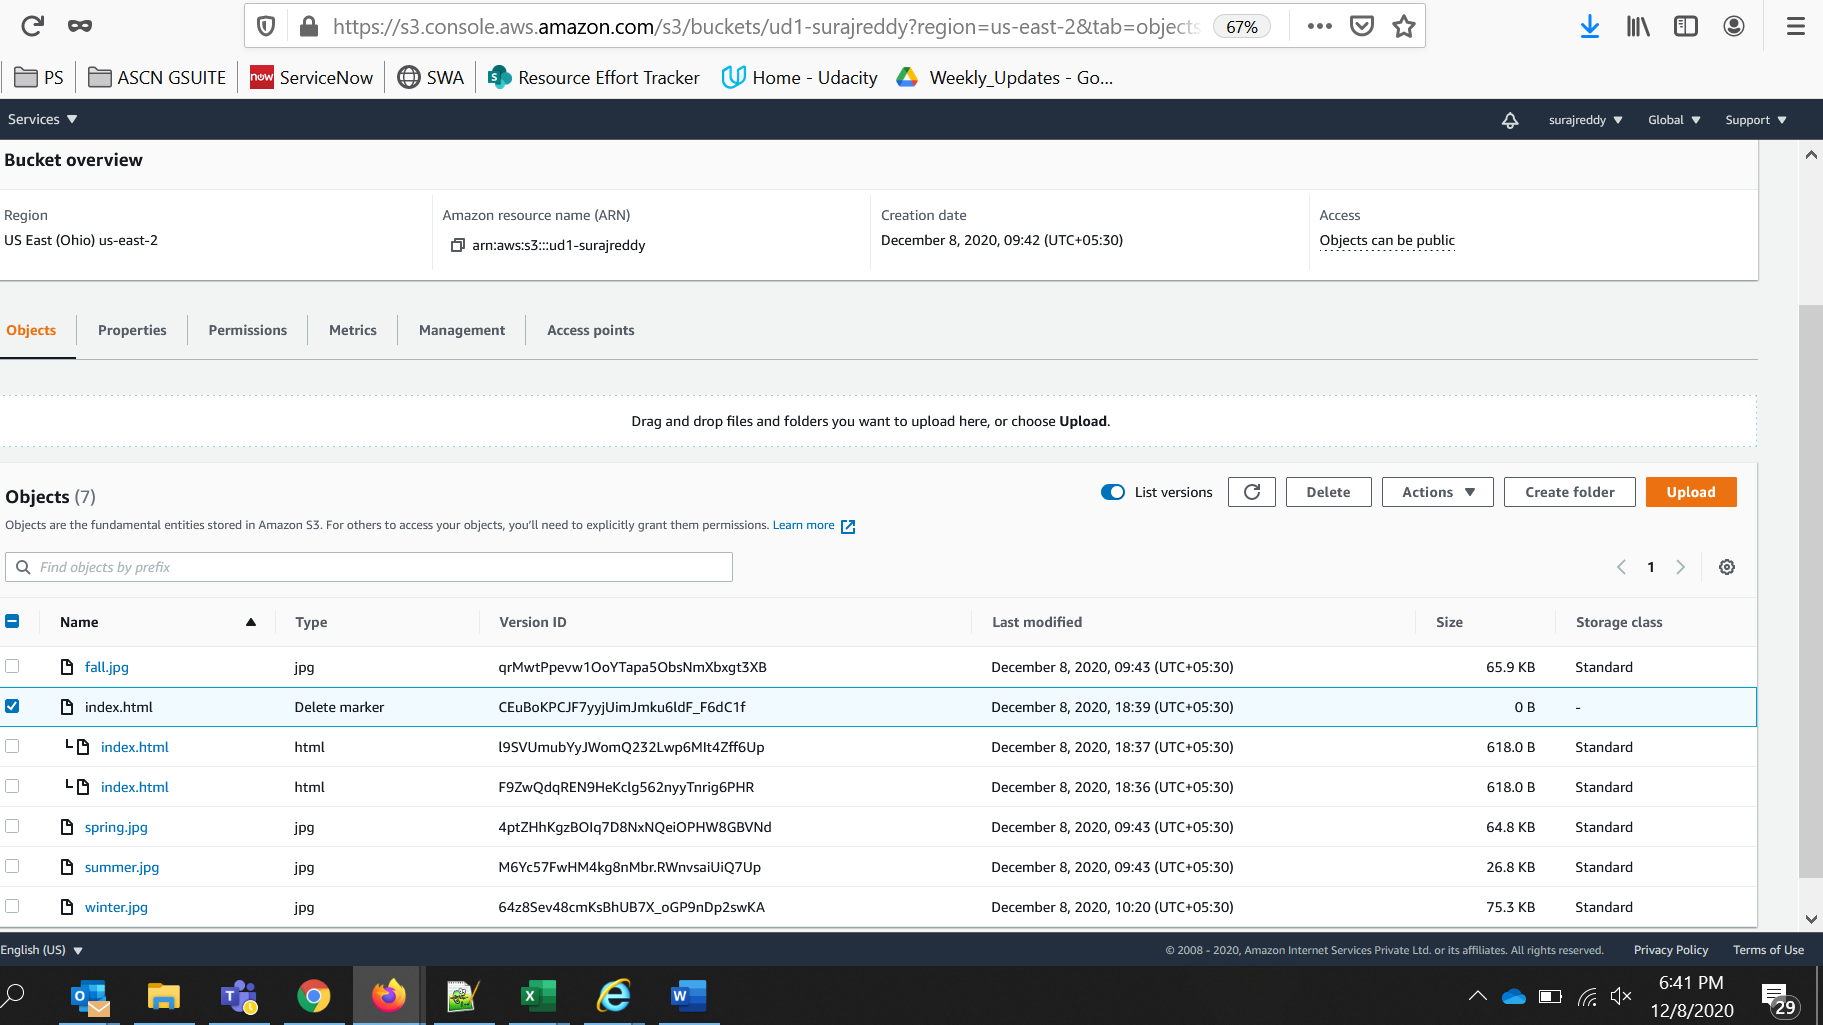 https://s3.console.aws.amazon.com/s3/buckets/ud1-surajreddy?region=us-east-2&tab=objects 67%
PS ASCN GSUITE now ServiceNow SWA S Resource Effort Tracker Home - Udacity Weekly_Updates - Go...
Services surajreddy Global Support
Bucket overview
Region Amazon resource name (ARN) Creation date Access
US East (Ohio) us-east-2 arn:aws:s3:::ud1-surajreddy December 8, 2020, 09:42 (UTC+05:30) Objects can be public
Objects Properties Permissions Metrics Management Access points
Drag and drop files and folders you want to upload here, or choose Upload.
Objects (7) List versions Delete Actions Create folder Upload
Objects are the fundamental entities stored in Amazon S3. For others to access your objects, you'll need to explicitly grant them permissions. Learn more
Find objects by prefix 1
Name Type Version ID Last modified Size Storage class
fall.jpg jpg qrMwtPpevw1OoYTapa5ObsNmXbxgt3XB December 8, 2020, 09:43 (UTC+05:30) 65.9 KB Standard
index.html Delete marker CEuBoKPCJF7yyjUimJmku6ldF_F6dC1f December 8, 2020, 18:39 (UTC+05:30) 0 B -
index.html html l9SVUmubYyJWomQ232Lwp6MIt4Zff6Up December 8, 2020, 18:37 (UTC+05:30) 618.0 B Standard
index.html html F9ZwQdqREN9HeKclg562nyyTnrig6PHR December 8, 2020, 18:36 (UTC+05:30) 618.0 B Standard
spring.jpg jpg 4ptZHhKgzBOIq7D8NxNQeiOPHW8GBVNd December 8, 2020, 09:43 (UTC+05:30) 64.8 KB Standard
summer.jpg jpg M6Yc57FwHM4kg8nMbr.RWnvsaiUiQ7Up December 8, 2020, 09:43 (UTC+05:30) 26.8 KB Standard
winter.jpg jpg 64z8Sev48cmKsBhUB7X_oGP9nDp2swKA December 8, 2020, 10:20 (UTC+05:30) 75.3 KB Standard
English (US) © 2008 - 2020, Amazon Internet Services Private Ltd. or its affiliates. All rights reserved. Privacy Policy Terms of Use
6:41 PM
12/8/2020 29